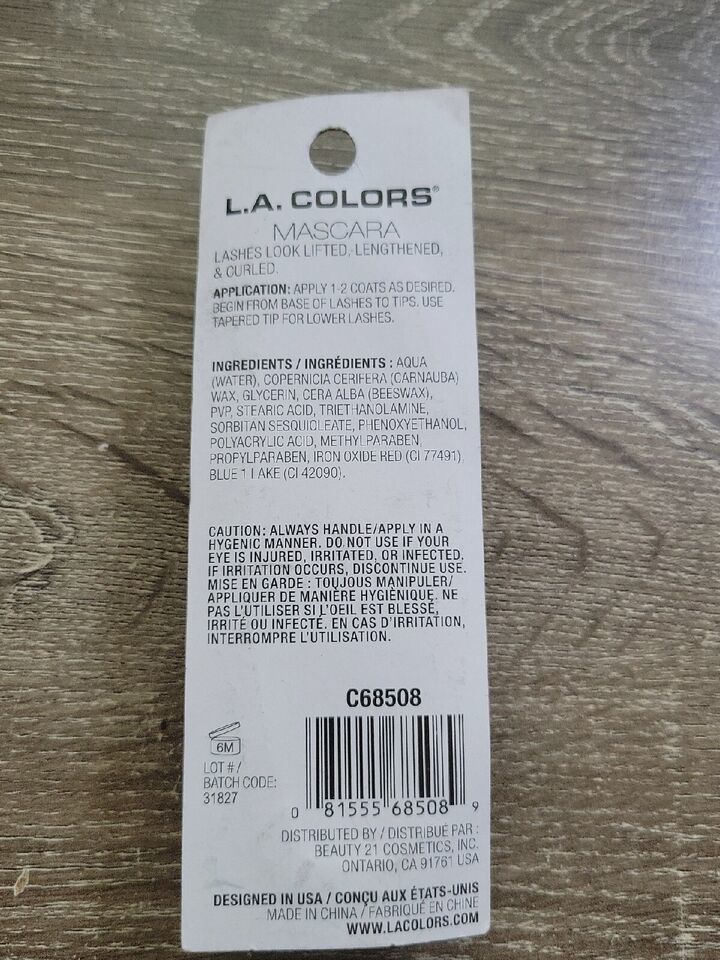 L.A. COLORS®
MASCARA
LASHES LOOK LIFTED, LENGTHENED,
& CURLED.
APPLICATION: APPLY 1-2 COATS AS DESIRED.
BEGIN FROM BASE OF LASHES TO TIPS. USE
TAPERED TIP FOR LOWER LASHES.
INGREDIENTS / INGRÉDIENTS : AQUA
(WATER), COPERNICIA CERIFERA (CARNAUBA)
WAX, GLYCERIN, CERA ALBA (BEESWAX),
PVP, STEARIC ACID, TRIETHANOLAMINE,
SORBITAN SESQUIOLEATE, PHENOXYETHANOL,
POLYACRYLIC ACID, METHYLPARABEN,
PROPYLPARABEN, IRON OXIDE RED (CI 77491),
BLUE 1 LAKE (CI 42090).
CAUTION: ALWAYS HANDLE/APPLY IN A
HYGENIC MANNER. DO NOT USE IF YOUR
EYE IS INJURED, IRRITATED, OR INFECTED.
IF IRRITATION OCCURS, DISCONTINUE USE.
MISE EN GARDE : TOUJOUS MANIPULER/
APPLIQUER DE MANIÈRE HYGIÉNIQUE. NE
PAS L'UTILISER SI L'OEIL EST BLESSÉ,
IRRITÉ OU INFECTÉ. EN CAS D'IRRITATION,
INTERROMPRE L'UTILISATION.
C68508
6M
LOT # /
BATCH CODE:
31827
0 81555 68508 9
DISTRIBUTED BY / DISTRIBUÉ PAR :
BEAUTY 21 COSMETICS, INC.
ONTARIO, CA 91761 USA
DESIGNED IN USA / CONÇU AUX ÉTATS-UNIS
MADE IN CHINA / FABRIQUÉ EN CHINE
WWW.LACOLORS.COM